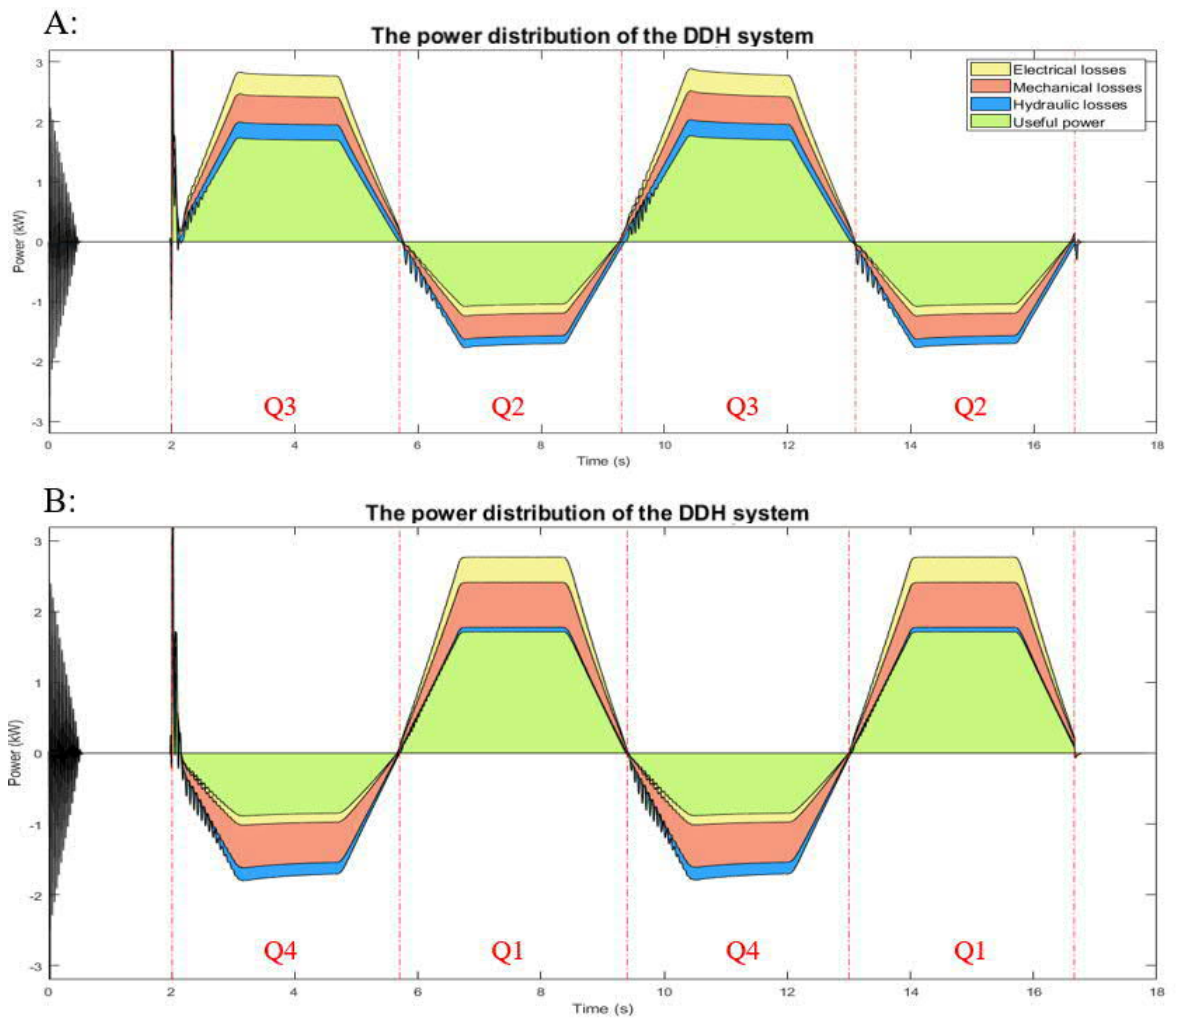 A:
The power distribution of the DDH system
Electrical losses
Mechanical losses
Hydraulic losses
Useful power
3
2
1
0
-1
-2
-3
Power (kW)
Q3 Q2 Q3 Q2
0 2 4 6 8 10 12 14 16 18
Time (s)
B:
The power distribution of the DDH system
3
2
1
0
-1
-2
-3
Power (kW)
Q4 Q1 Q4 Q1
0 2 4 6 8 10 12 14 16 18
Time (s)